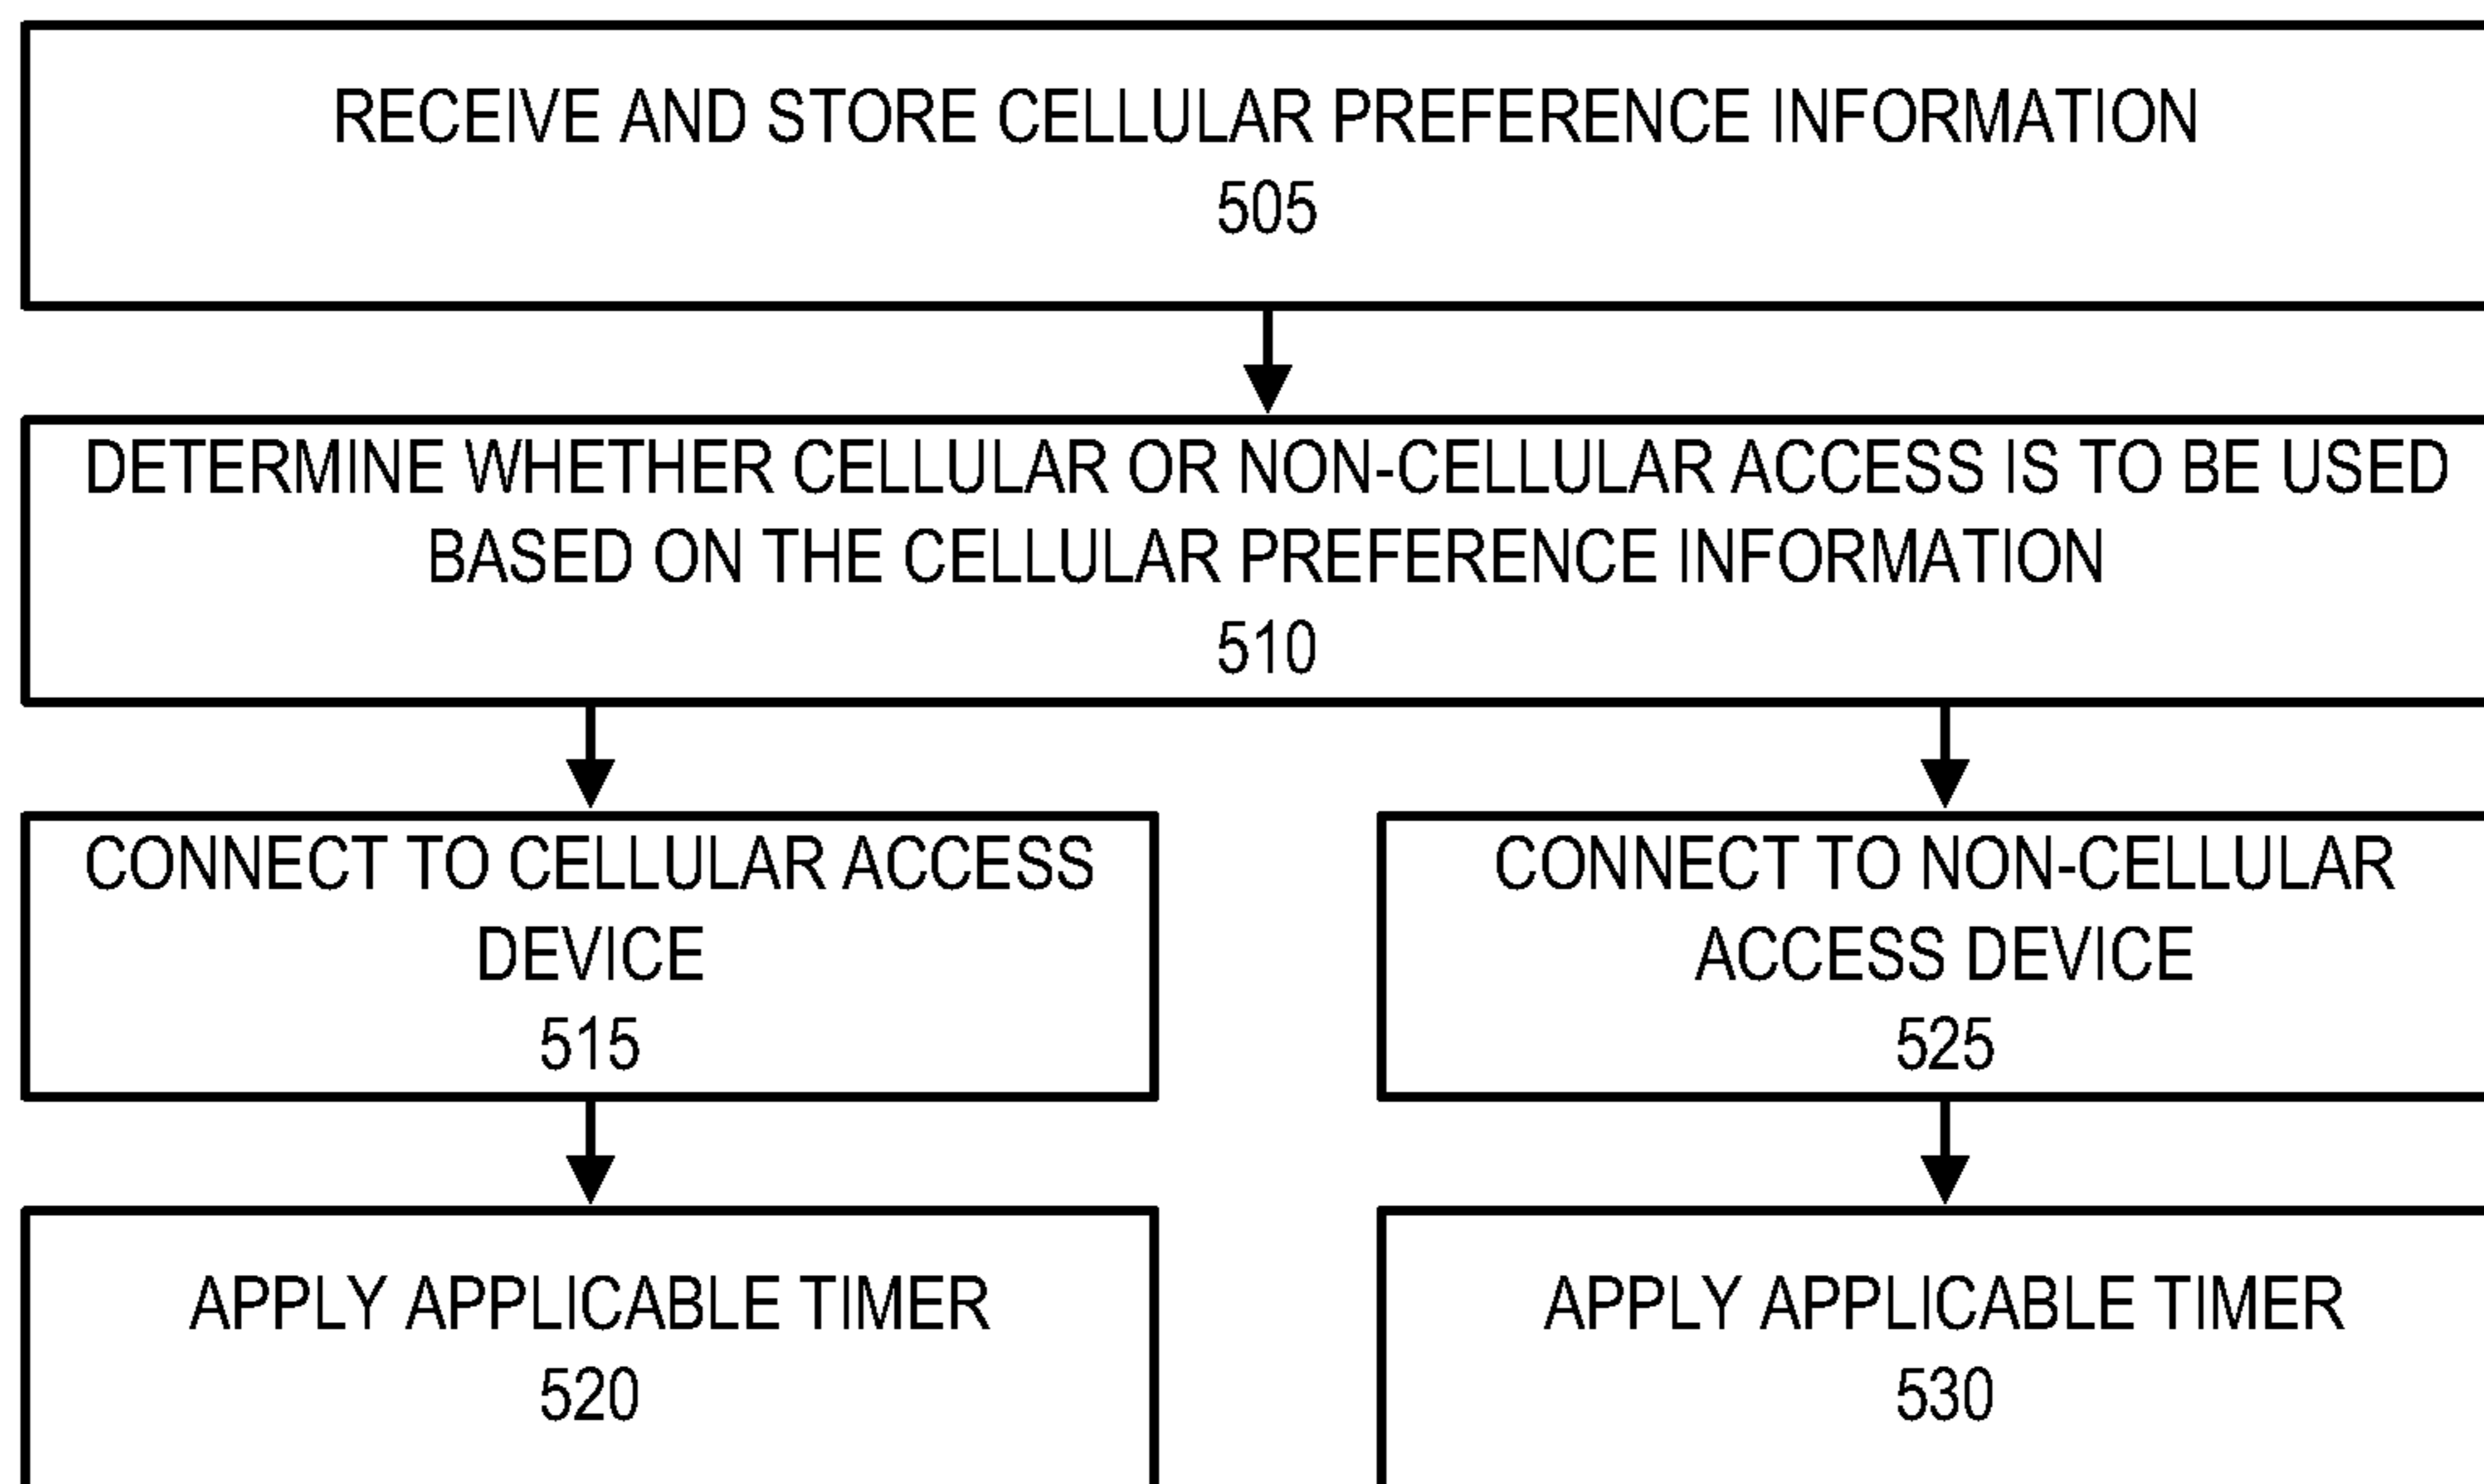 RECEIVE AND STORE CELLULAR PREFERENCE INFORMATION
505
DETERMINE WHETHER CELLULAR OR NON-CELLULAR ACCESS IS TO BE USED
BASED ON THE CELLULAR PREFERENCE INFORMATION
510
CONNECT TO CELLULAR ACCESS
DEVICE
515
CONNECT TO NON-CELLULAR
ACCESS DEVICE
525
APPLY APPLICABLE TIMER
520
APPLY APPLICABLE TIMER
530